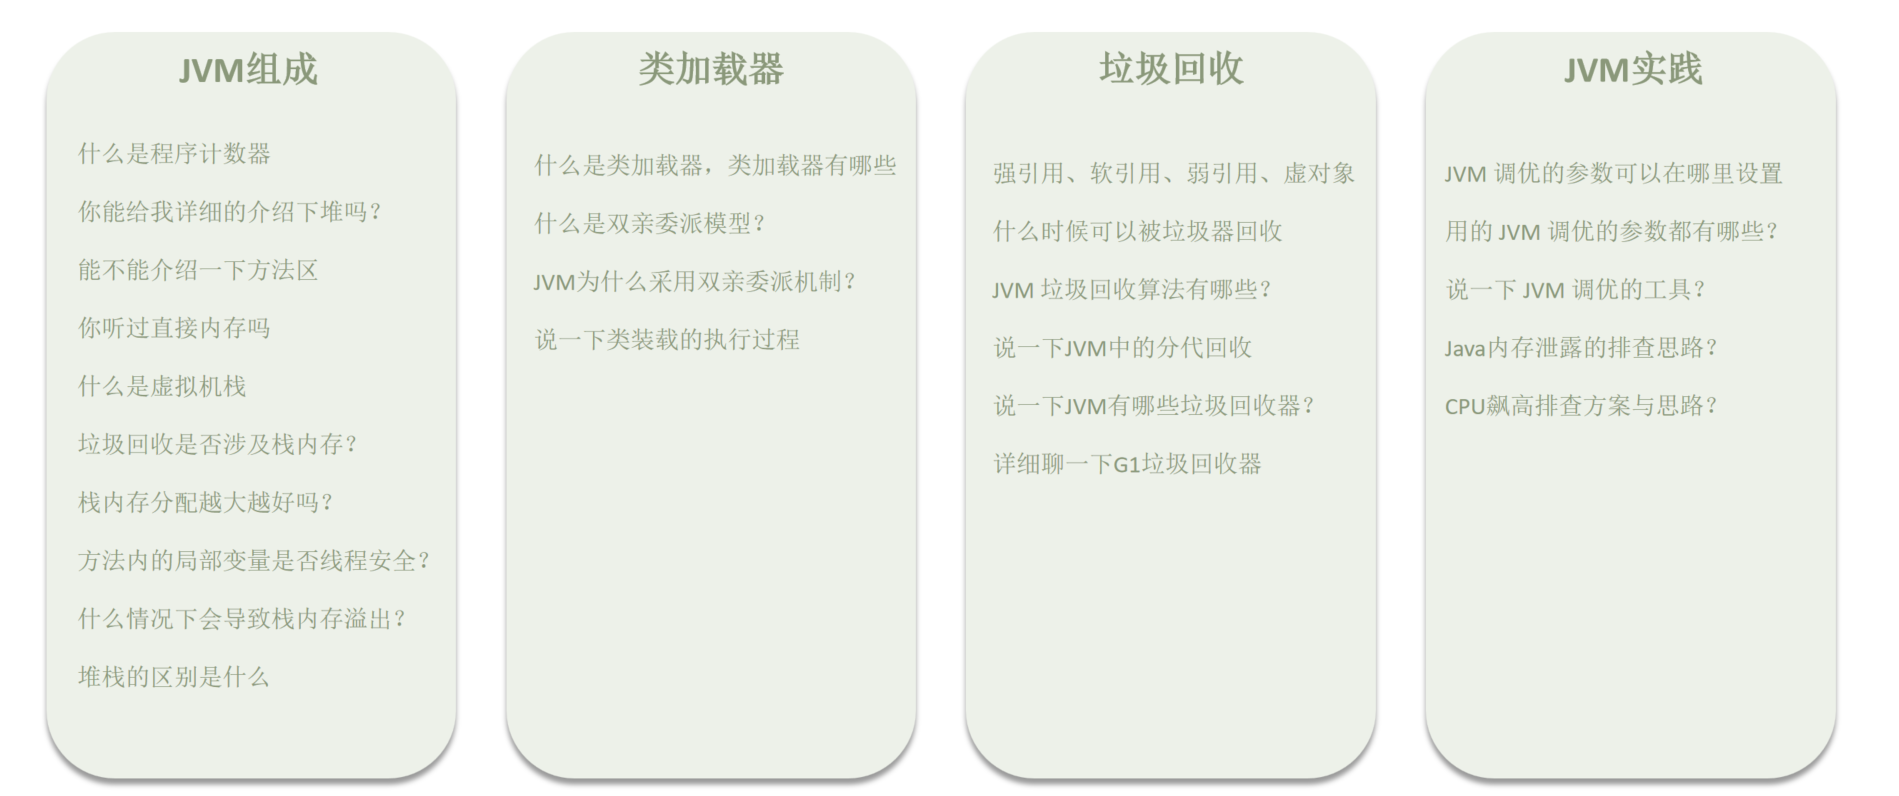 JVM组成
什么是程序计数器
你能给我详细的介绍下堆吗？
能不能介绍一下方法区
你听过直接内存吗
什么是虚拟机栈
垃圾回收是否涉及栈内存？
栈内存分配越大越好吗？
方法内的局部变量是否线程安全？
什么情况下会导致栈内存溢出？
堆栈的区别是什么
类加载器
什么是类加载器，类加载器有哪些
什么是双亲委派模型？
JVM为什么采用双亲委派机制？
说一下类装载的执行过程
垃圾回收
强引用、软引用、弱引用、虚对象
什么时候可以被垃圾器回收
JVM 垃圾回收算法有哪些？
说一下JVM中的分代回收
说一下JVM有哪些垃圾回收器？
详细聊一下G1垃圾回收器
JVM实践
JVM 调优的参数可以在哪里设置
用的 JVM 调优的参数都有哪些？
说一下 JVM 调优的工具？
Java内存泄露的排查思路？
CPU飙高排查方案与思路？